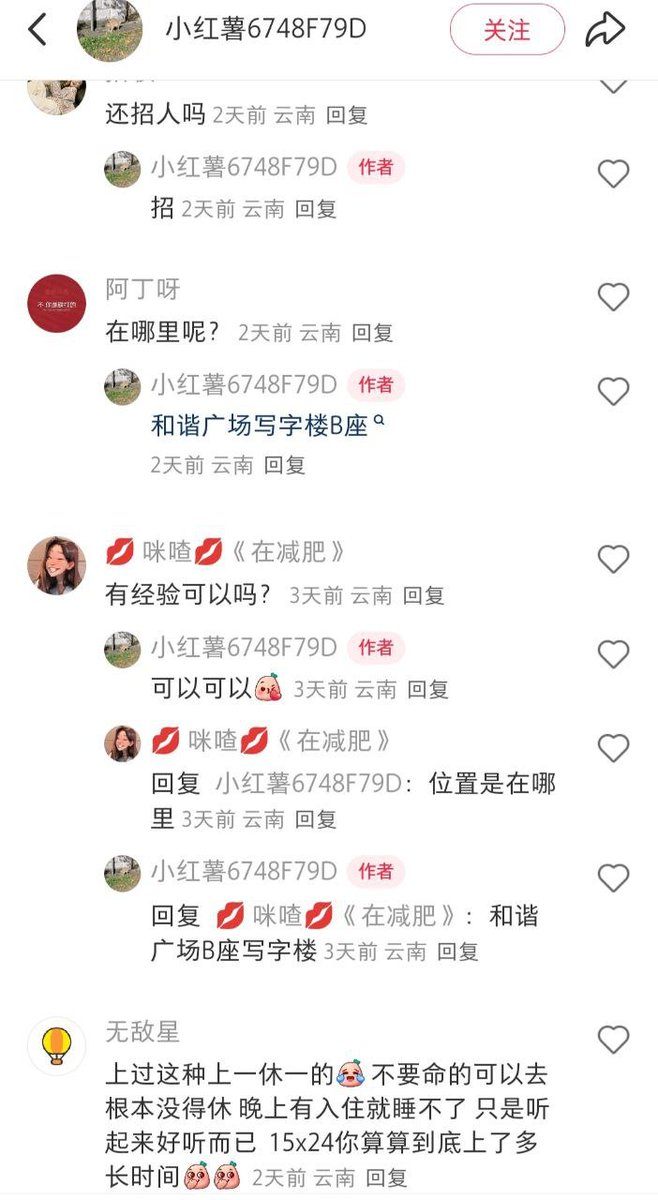 小红薯6748F79D 关注
还招人吗 2天前 云南 回复
小红薯6748F79D 作者
招 2天前 云南 回复
阿丁呀
在哪里呢? 2天前 云南 回复
小红薯6748F79D 作者
和谐广场写字楼B座
2天前 云南 回复
💋 咪喳💋《在减肥》
有经验可以吗? 3天前 云南 回复
小红薯6748F79D 作者
可以可以 3天前 云南 回复
💋 咪喳💋《在减肥》
回复 小红薯6748F79D: 位置是在哪
里 3天前 云南 回复
小红薯6748F79D 作者
回复 💋 咪喳💋《在减肥》: 和谐
广场B座写字楼 3天前 云南 回复
无敌星
上过这种上一休一的 不要命的可以去
根本没得休 晚上有入住就睡不了 只是听
起来好听而已 15x24你算算到底上了多
长时间 2天前 云南 回复